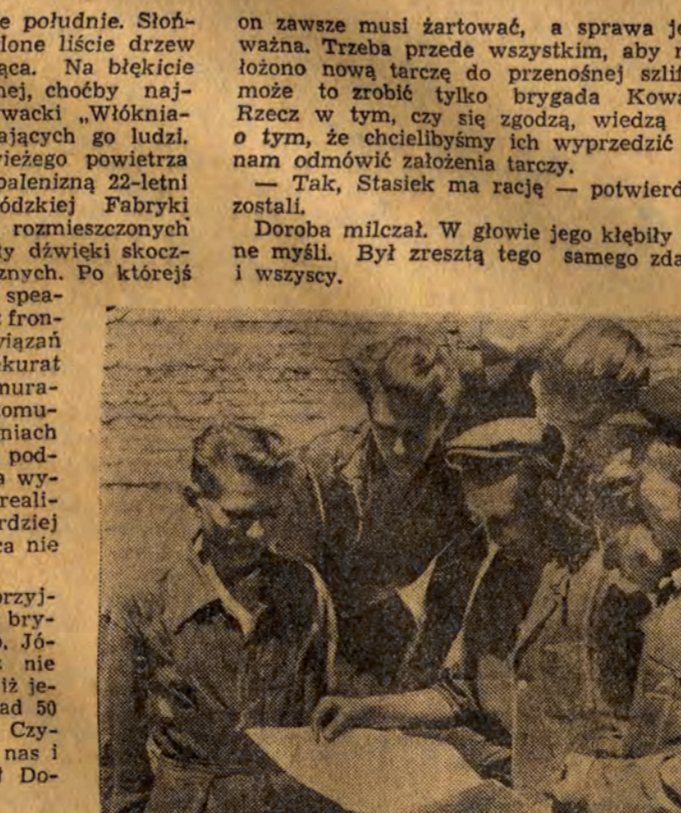 e południe. Słoń-
lone liście drzew
ąca. Na błękicie
nej, choćby naj-
wacki „Włóknia-
ających go ludzi.
wieżego powietrza
palenizną 22-letni
ódzkiej Fabryki
rozmieszczonych
ty dźwięki skocz-
znych. Po którejś
spea-
fron-
wiązań
ekurat
mura-
omu-
niach
pod-
a wy-
reali-
rdziej
ca nie
przyj-
bry-
o. Jó-
nie
iż je-
ad 50
Czy-
nas i
Do-
on zawsze musi żartować, a sprawa je
ważna. Trzeba przede wszystkim, aby n
łożono nową tarczę do przenośnej szlif
może to zrobić tylko brygada Kowa
Rzecz w tym, czy się zgodzą, wiedzą
o tym, że chcielibyśmy ich wyprzedzić
nam odmówić założenia tarczy.
— Tak, Stasiek ma rację — potwierd
zostali.
Doroba milczał. W głowie jego kłębiły
ne myśli. Był zresztą tego samego zda
i wszyscy.